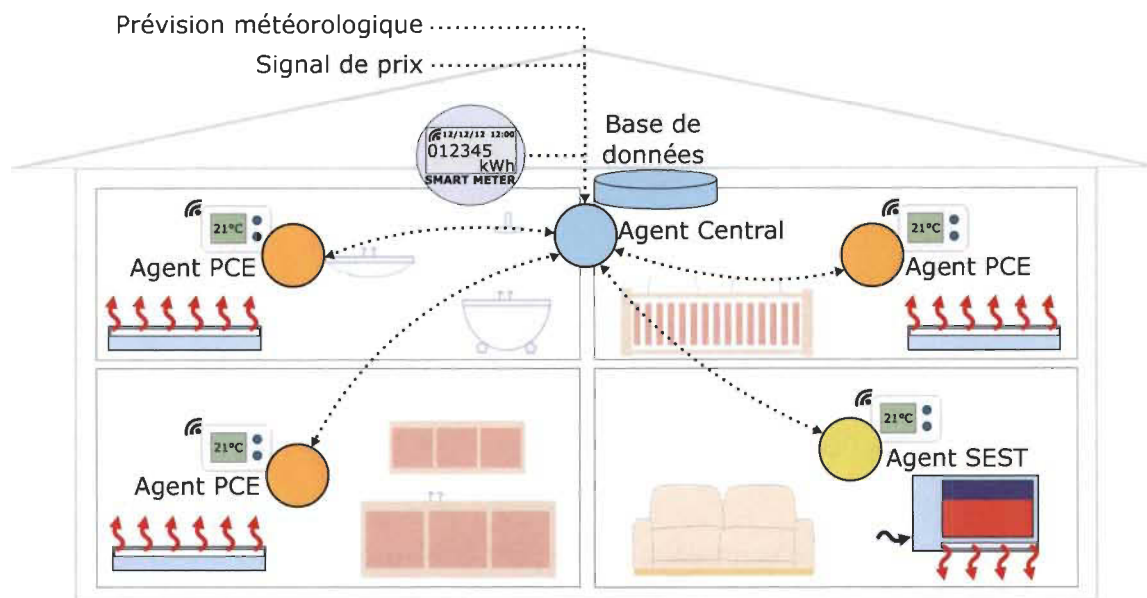 Prévision météorologique
Signal de prix
12/12/12 12:00
012345
kWh
SMART METER
Base de
données
Agent Central
21°C
Agent PCE
21°C
Agent PCE
21°C
Agent PCE
21°C
Agent SEST